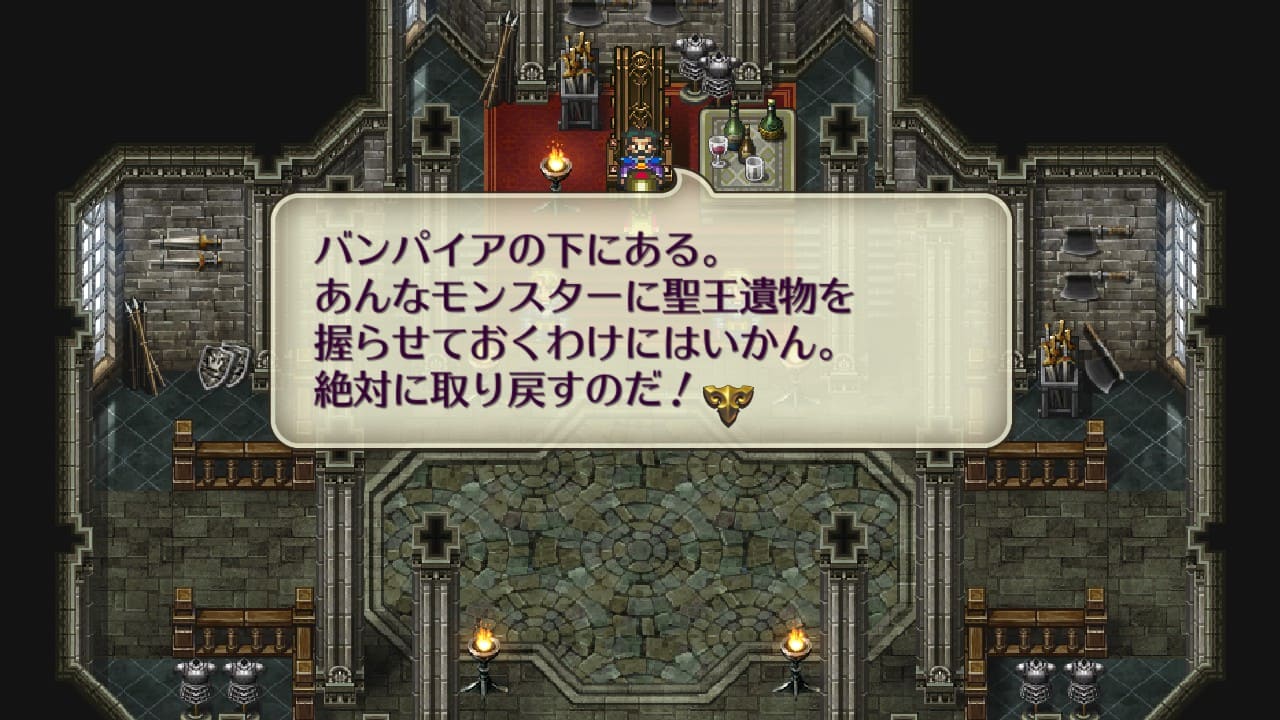 バンパイアの下にある。
あんなモンスターに聖王遺物を
握らせておくわけにはいかん。
絶対に取り戻すのだ！